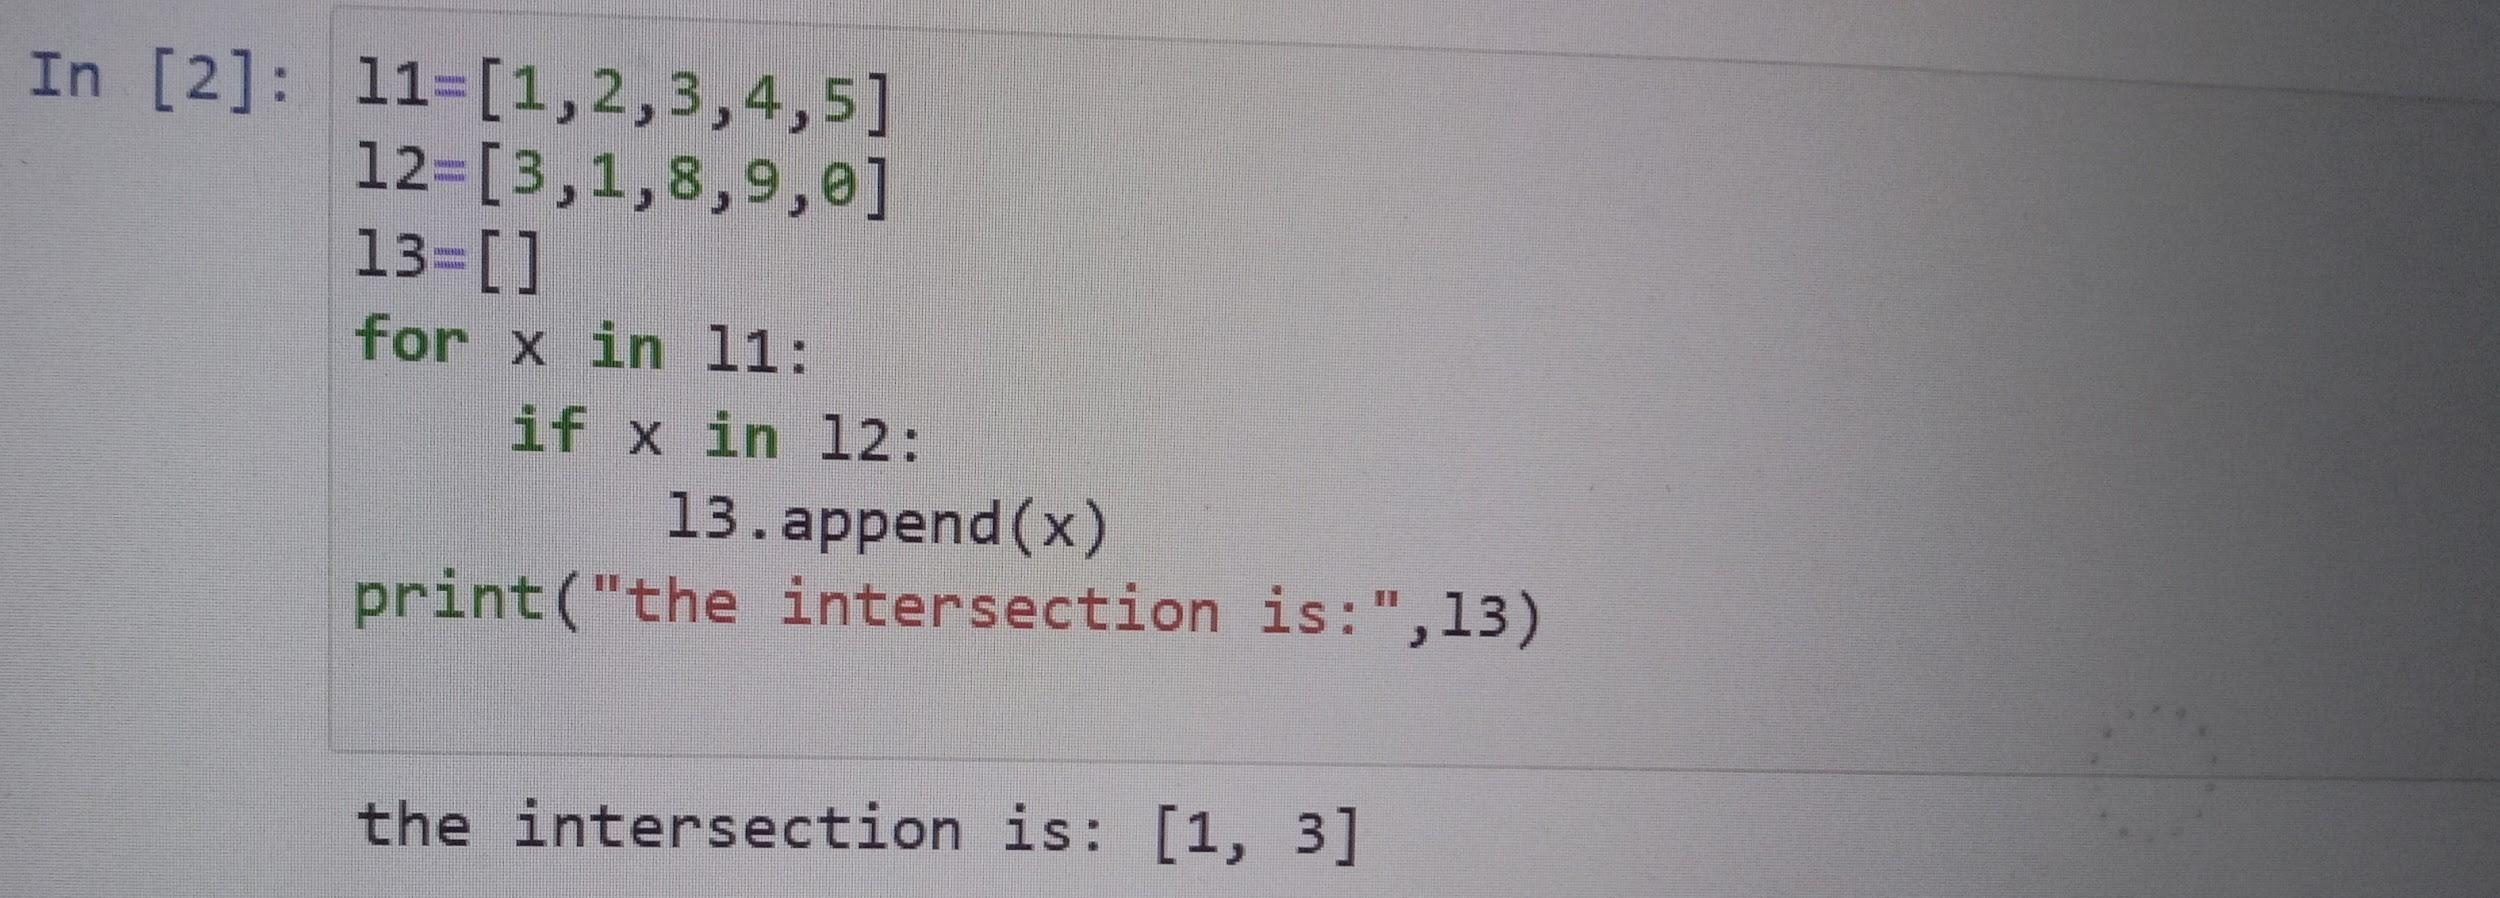 In [2]: l1=[1,2,3,4,5]
l2=[3,1,8,9,0]
l3=[]
for x in l1:
    if x in l2:
        l3.append(x)
print("the intersection is:",l3)
the intersection is: [1, 3]